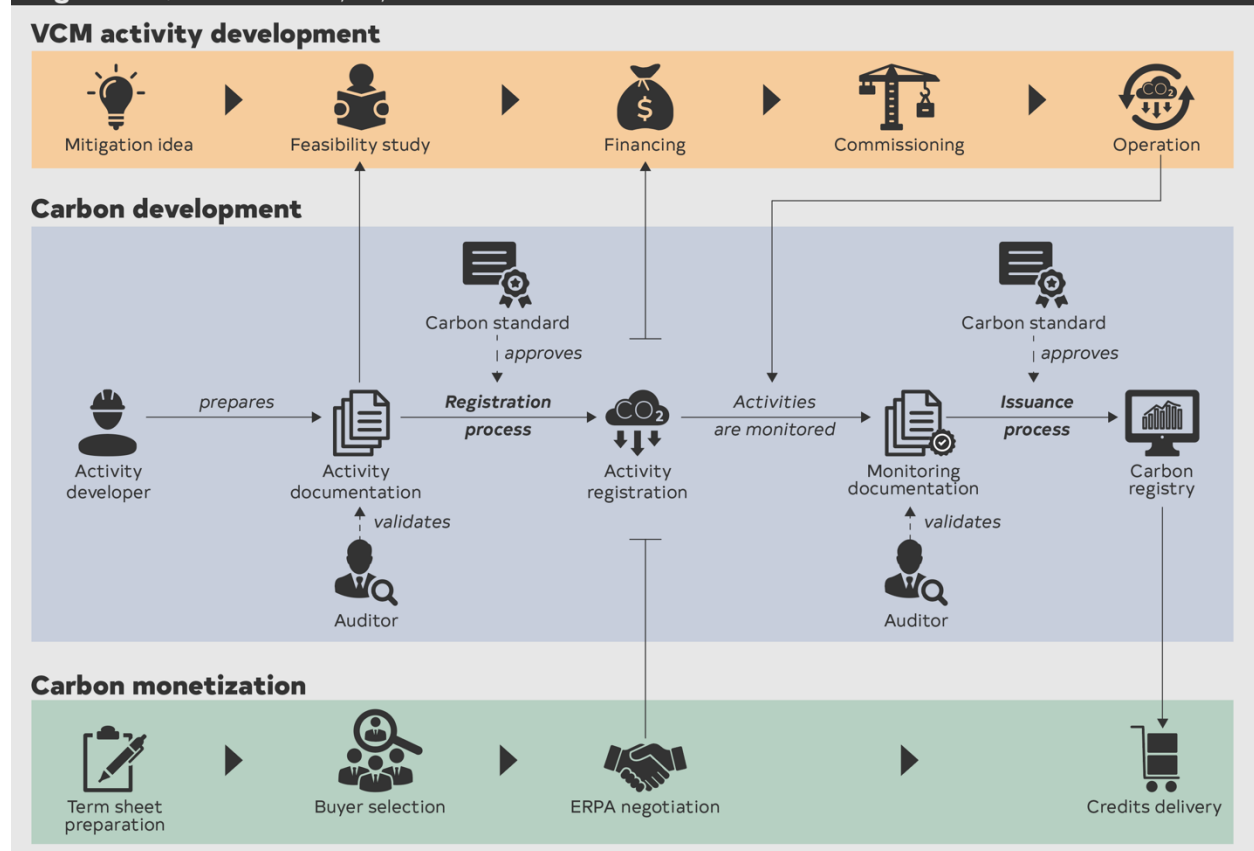 VCM activity development
Mitigation idea
Feasibility study
$
Financing
Commissioning
CO2
Operation
Carbon development
Carbon standard
approves
Carbon standard
approves
prepares
Registration
process
CO2
Activities
are monitored
Issuance
process
Activity
developer
Activity
documentation
Activity
registration
Monitoring
documentation
Carbon
registry
validates
validates
Auditor
Auditor
Carbon monetization
Term sheet
preparation
Buyer selection
ERPA negotiation
Credits delivery